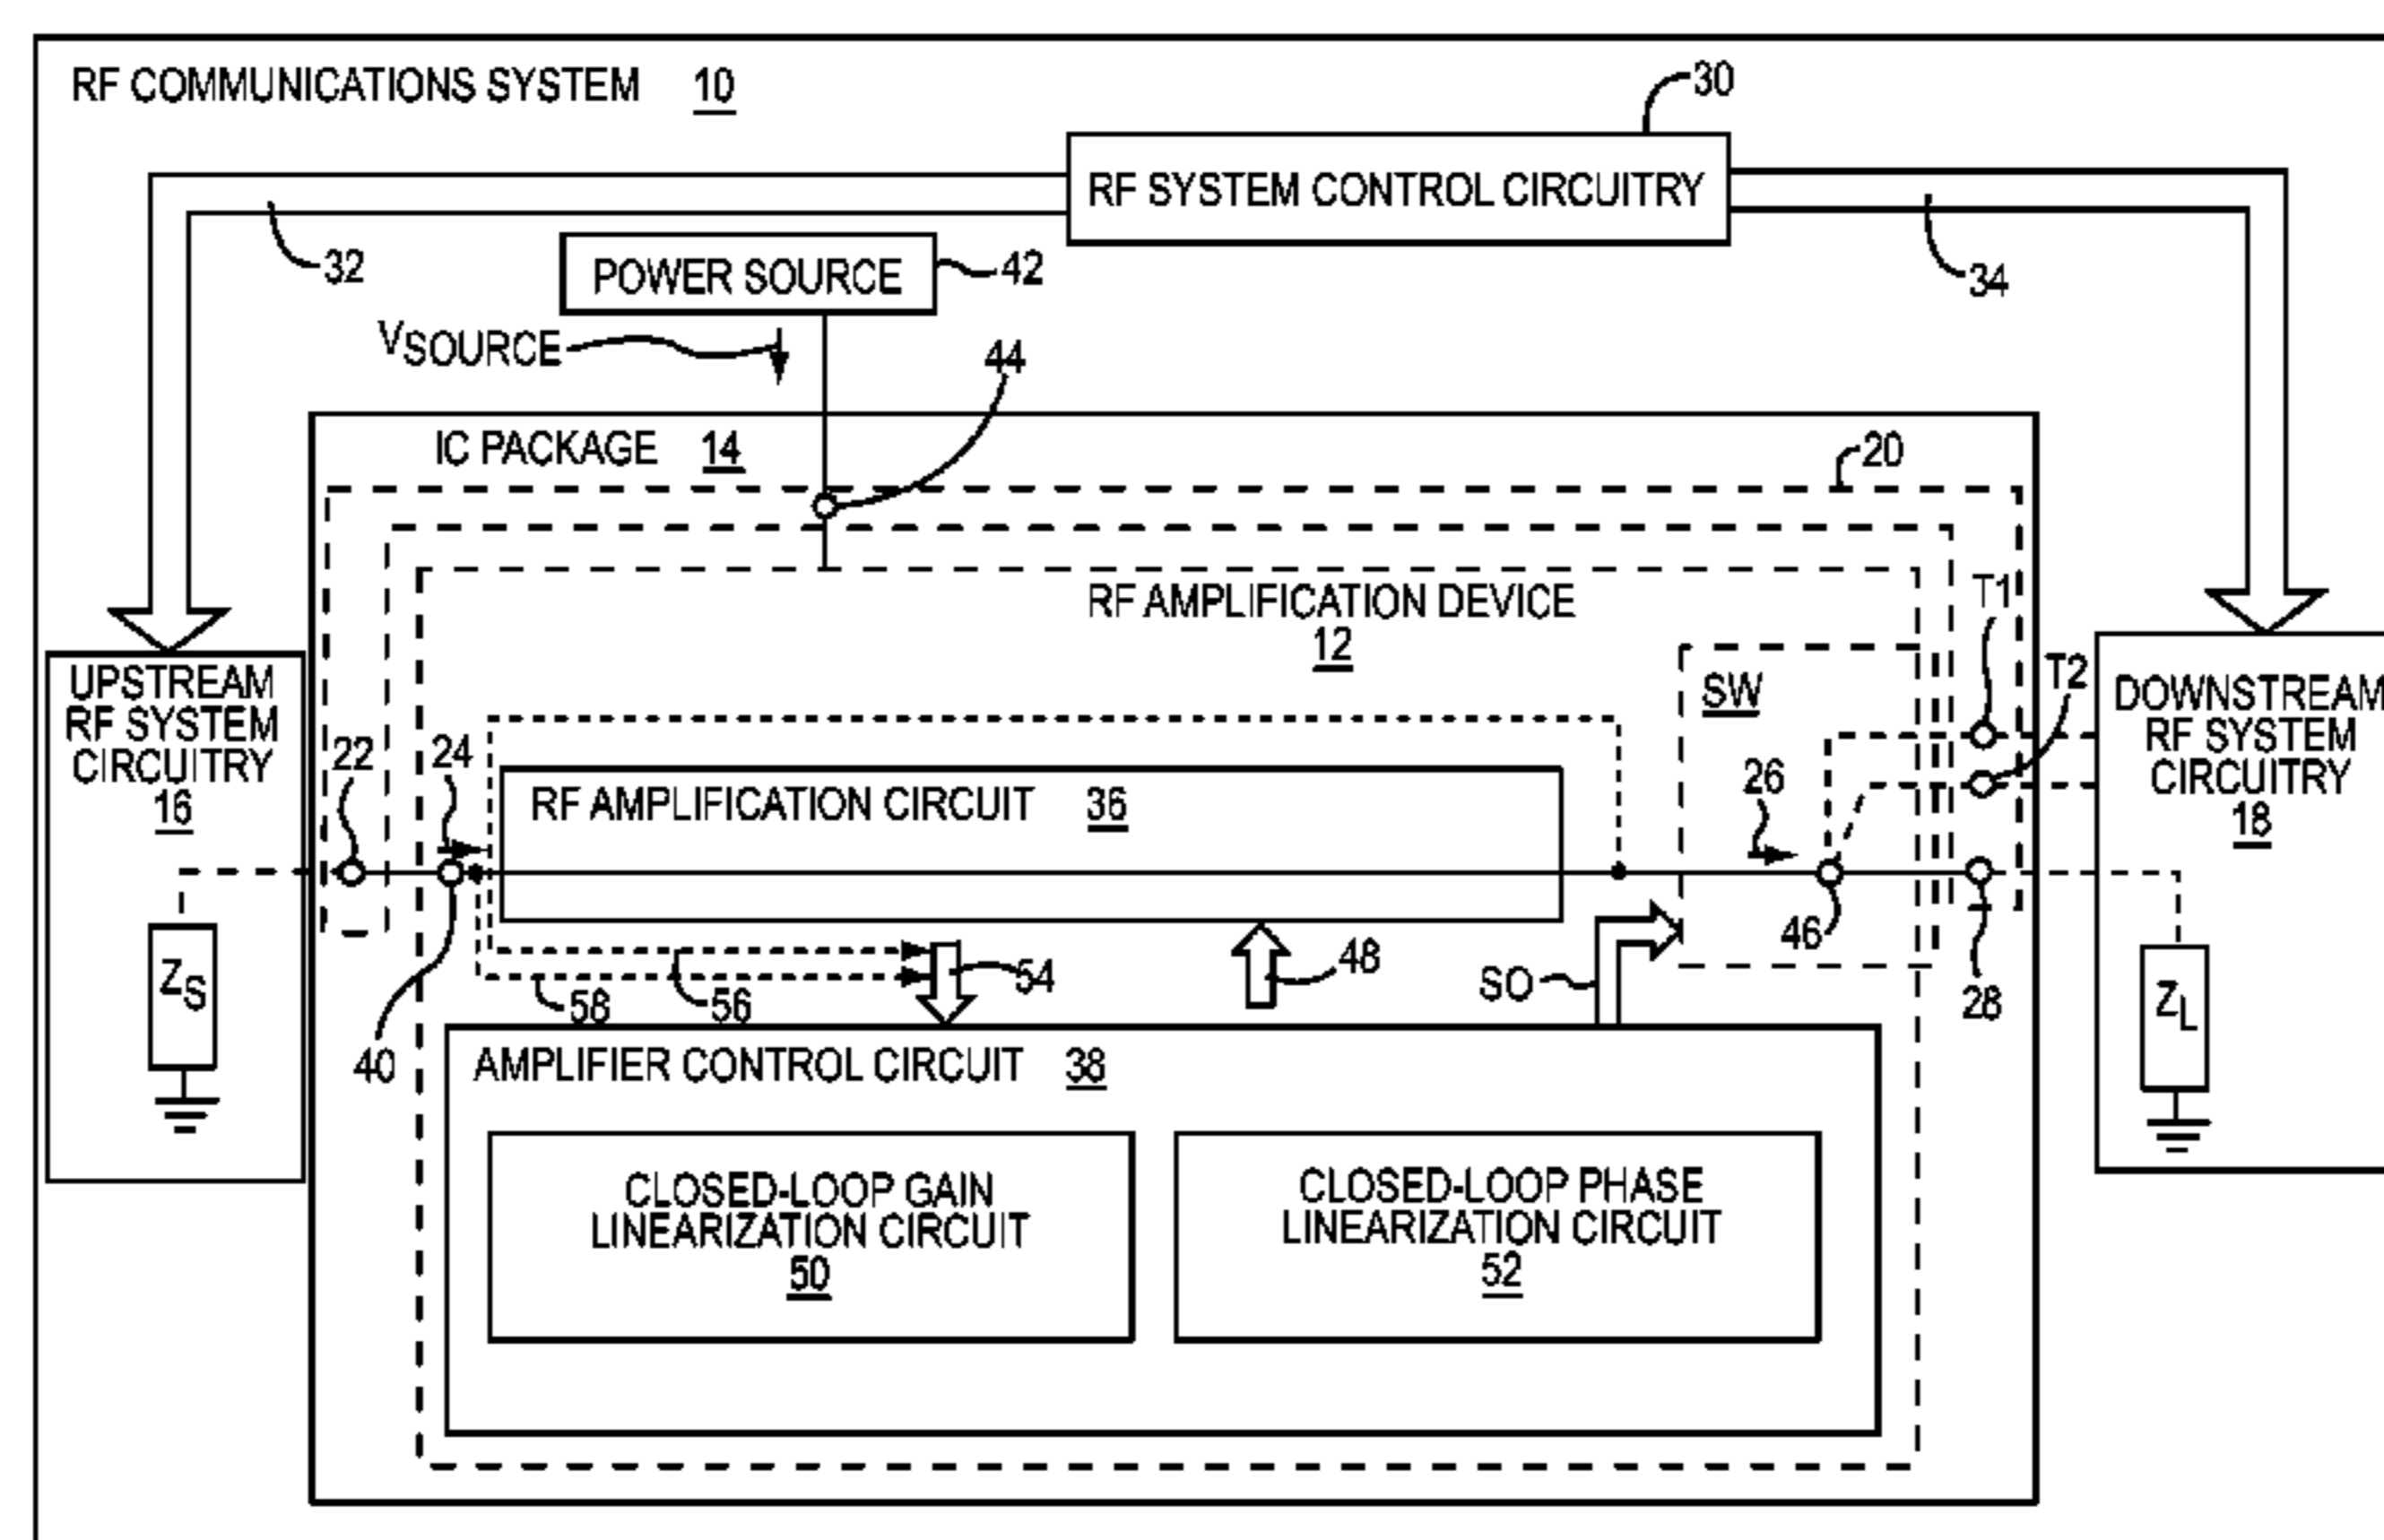 RF COMMUNICATIONS SYSTEM 10
30
RF SYSTEM CONTROL CIRCUITRY
32
34
POWER SOURCE
42
VSOURCE
44
IC PACKAGE 14
20
RF AMPLIFICATION DEVICE
12
T1
T2
UPSTREAM
RF SYSTEM
CIRCUITRY
16
22
24
SW
26
DOWNSTREAM
RF SYSTEM
CIRCUITRY
18
RF AMPLIFICATION CIRCUIT 36
ZS
58
56
54
48
SO
46
28
ZL
40
AMPLIFIER CONTROL CIRCUIT 38
CLOSED-LOOP GAIN
LINEARIZATION CIRCUIT
50
CLOSED-LOOP PHASE
LINEARIZATION CIRCUIT
52